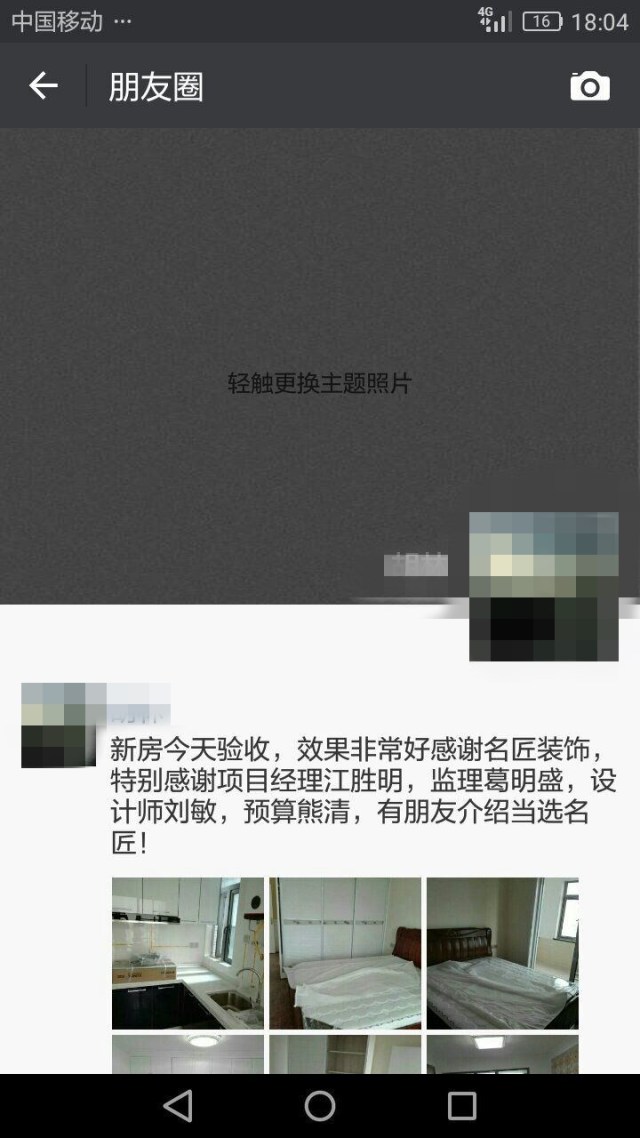 中国移动 ···
4G
16
18:04
朋友圈
轻触更换主题照片
新房今天验收，效果非常好感谢名匠装饰，
特别感谢项目经理江胜明，监理葛明盛，设
计师刘敏，预算熊清，有朋友介绍当选名
匠！